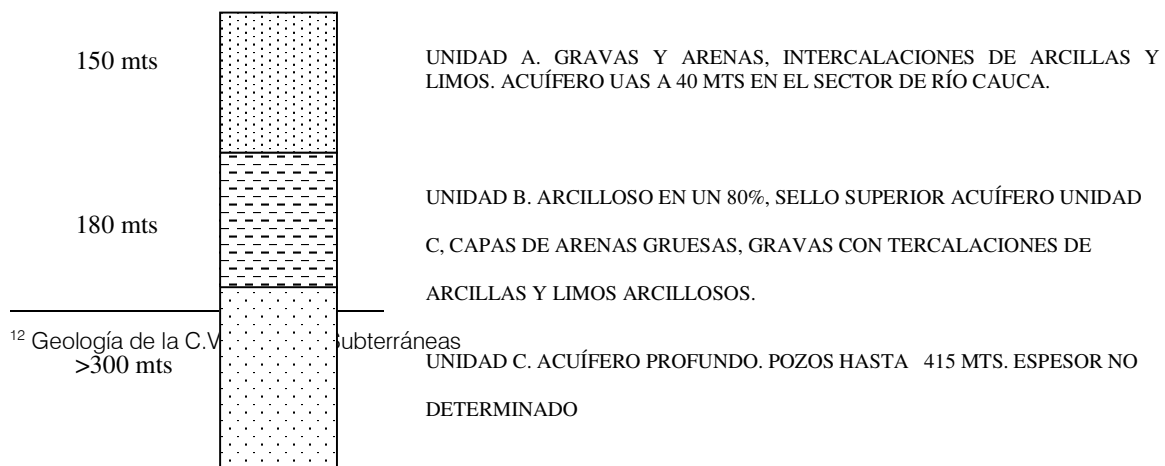 150 mts
UNIDAD A. GRAVAS Y ARENAS, INTERCALACIONES DE ARCILLAS Y
LIMOS. ACUÍFERO UAS A 40 MTS EN EL SECTOR DE RÍO CAUCA.
180 mts
UNIDAD B. ARCILLOSO EN UN 80%, SELLO SUPERIOR ACUÍFERO UNIDAD
C, CAPAS DE ARENAS GRUESAS, GRAVAS CON TERCALACIONES DE
ARCILLAS Y LIMOS ARCILLOSOS.
12 Geología de la C.V ubterráneas
>300 mts
UNIDAD C. ACUÍFERO PROFUNDO. POZOS HASTA 415 MTS. ESPESOR NO
DETERMINADO